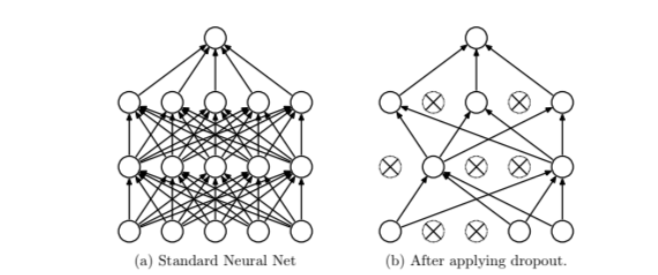 (a) Standard Neural Net
(b) After applying dropout.